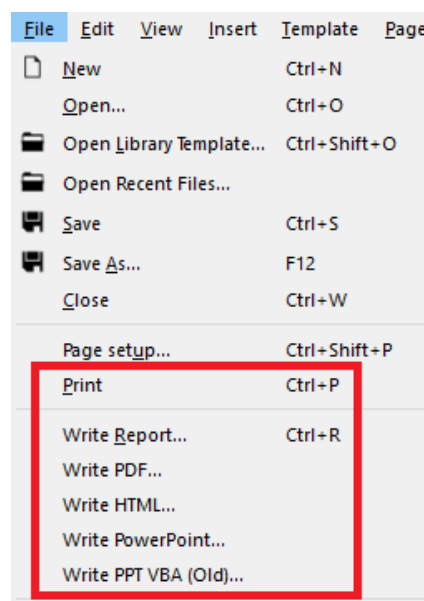 File Edit View Insert Template Page
New Ctrl+N
Open... Ctrl+O
Open Library Template... Ctrl+Shift+O
Open Recent Files...
Save Ctrl+S
Save As... F12
Close Ctrl+W
Page setup... Ctrl+Shift+P
Print Ctrl+P
Write Report... Ctrl+R
Write PDF...
Write HTML...
Write PowerPoint...
Write PPT VBA (Old)...